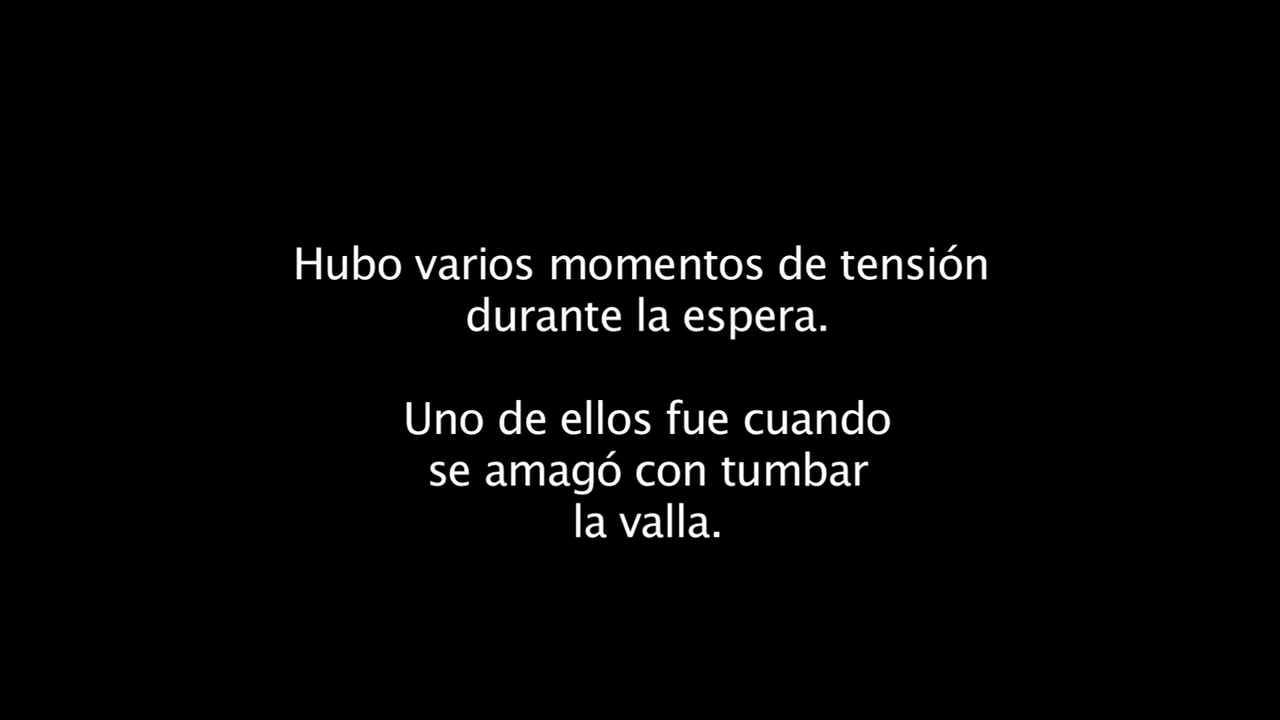 Hubo varios momentos de tensión
durante la espera.
Uno de ellos fue cuando
se amagó con tumbar
la valla.